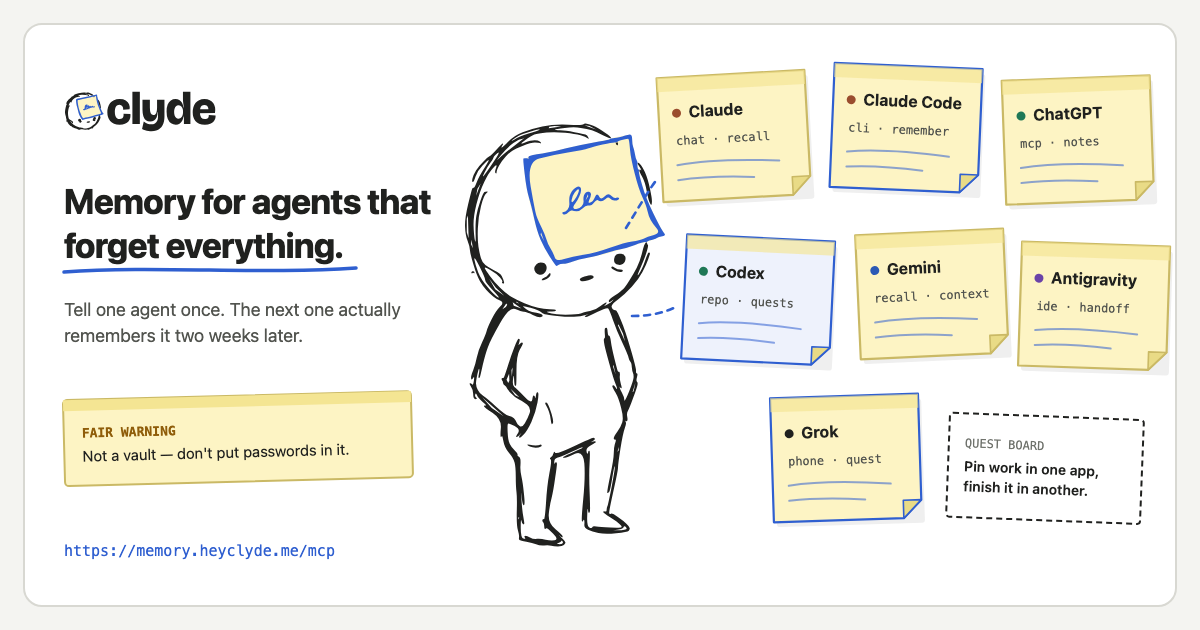 clyde
Memory for agents that
forget everything.
Tell one agent once. The next one actually
remembers it two weeks later.
FAIR WARNING
Not a vault — don't put passwords in it.
https://memory.heyclyde.me/mcp
Claude
chat · recall
Claude Code
cli · remember
ChatGPT
mcp · notes
Codex
repo · quests
Gemini
recall · context
Antigravity
ide · handoff
Grok
phone · quest
QUEST BOARD
Pin work in one app,
finish it in another.